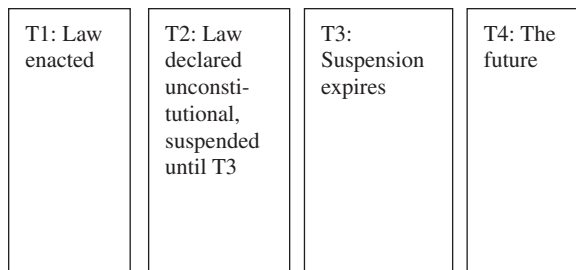 T1: Law
enacted
T2: Law
declared
unconsti-
tutional,
suspended
until T3
T3:
Suspension
expires
T4: The
future